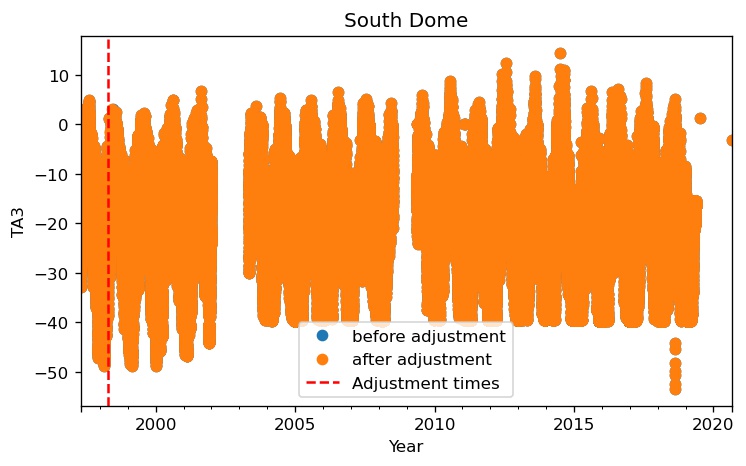 South Dome
TA3
10
0
−10
−20
−30
−40
−50
before adjustment
after adjustment
Adjustment times
2000
2005
2010
2015
2020
Year